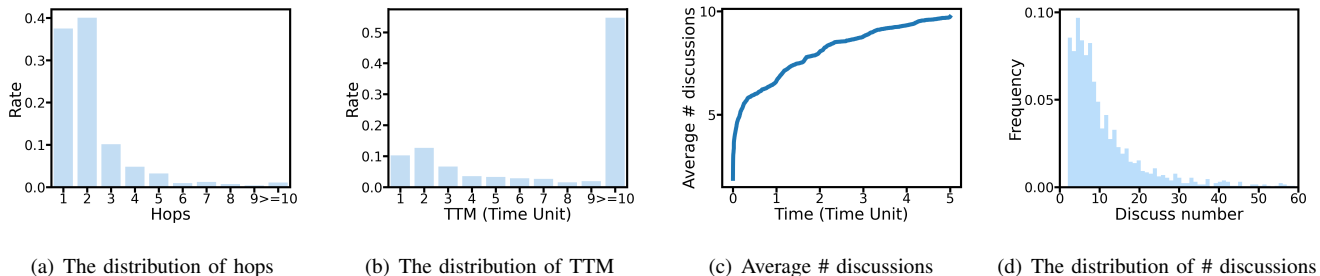 0.4
0.3
0.2
0.1
0.0
Rate
1 2 3 4 5 6 7 8 9>=10
Hops
(a) The distribution of hops
0.5
0.4
0.3
0.2
0.1
0.0
Rate
1 2 3 4 5 6 7 8 9>=10
TTM (Time Unit)
(b) The distribution of TTM
10
5
Average # discussions
0 1 2 3 4 5
Time (Time Unit)
(c) Average # discussions
0.10
0.05
0.00
Frequency
0 10 20 30 40 50 60
Discuss number
(d) The distribution of # discussions